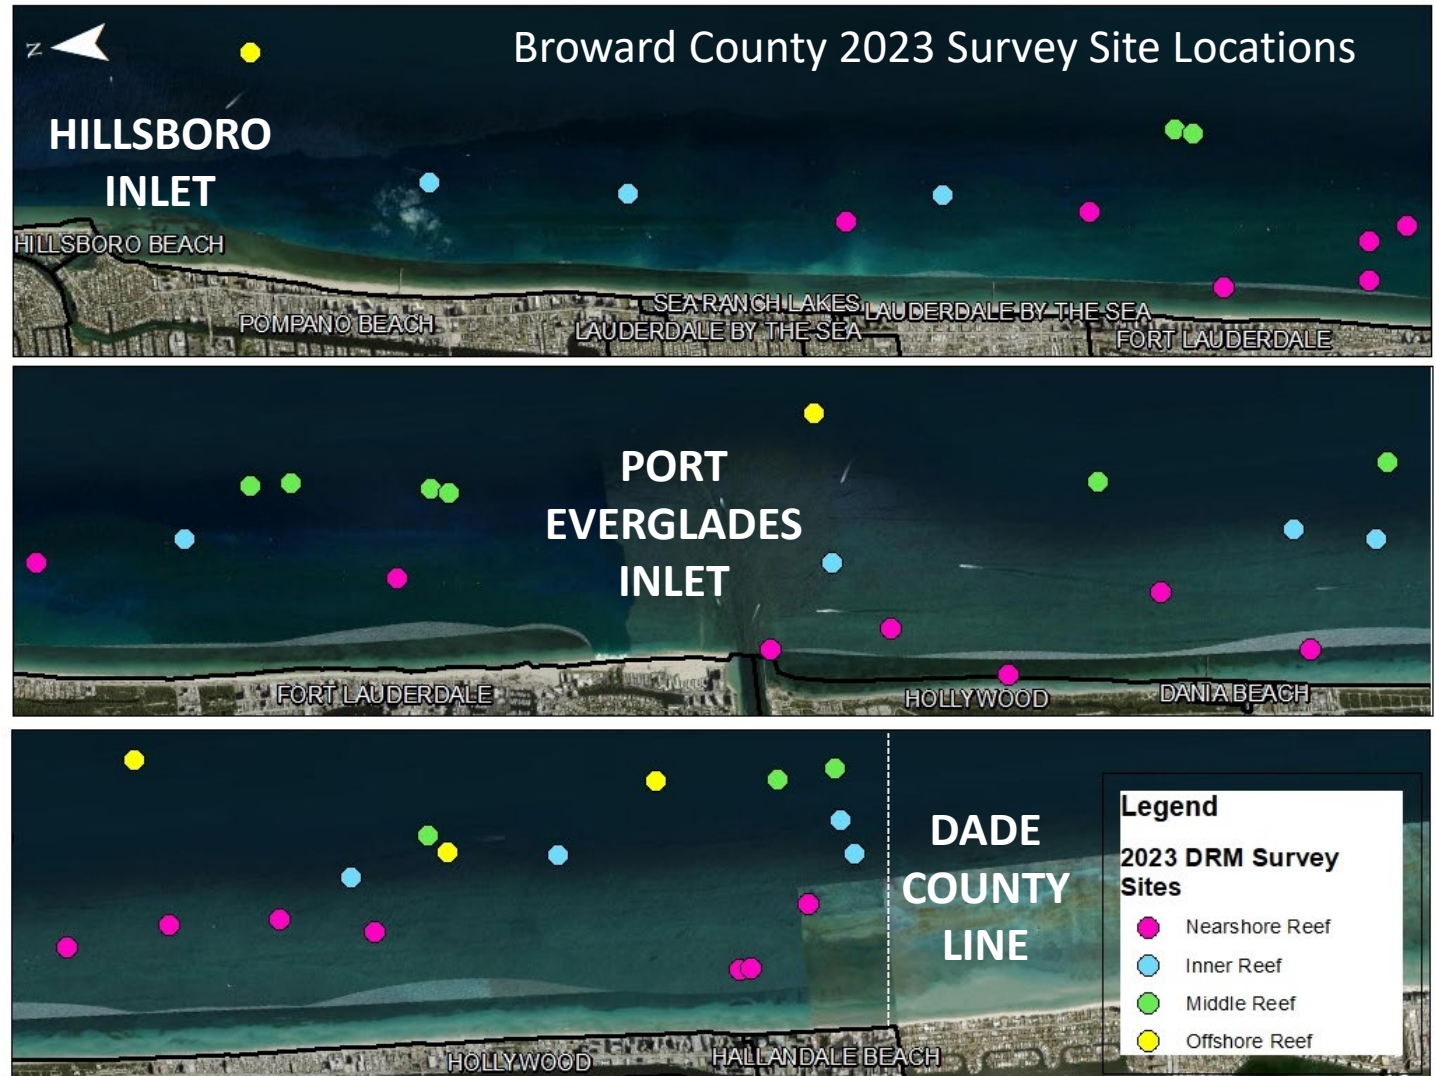 N
Broward County 2023 Survey Site Locations
HILLSBORO
INLET
HILLSBORO BEACH
POMPANO BEACH
SEA RANCH LAKES
LAUDERDALE BY THE SEA
LAUDERDALE BY THE SEA
FORT LAUDERDALE
PORT
EVERGLADES
INLET
FORT LAUDERDALE
HOLLYWOOD
DANIA BEACH
DADE
COUNTY
LINE
HOLLYWOOD
HALLANDALE BEACH
Legend
2023 DRM Survey
Sites
Nearshore Reef
Inner Reef
Middle Reef
Offshore Reef